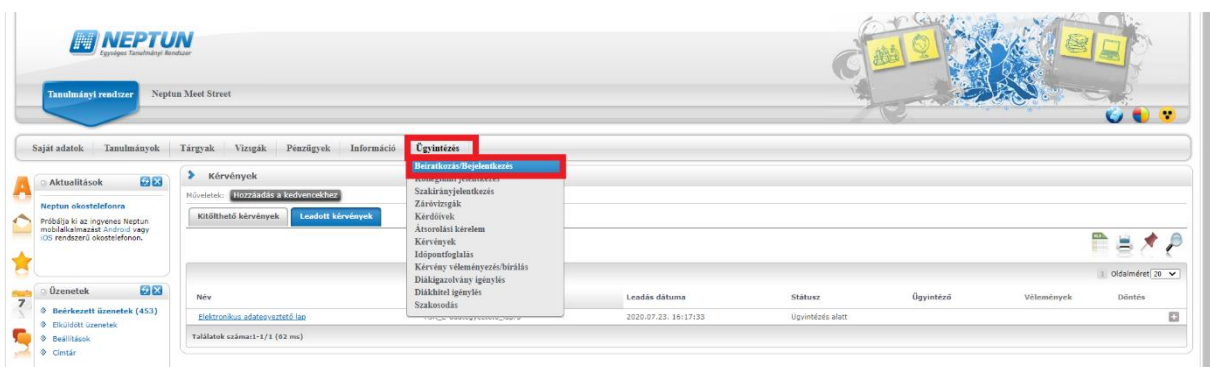 NEPTUN
Egységes Tanulmányi Rendszer
Tanulmányi rendszer Neptun Meet Street
Saját adatok Tanulmányok Tárgyak Vizsgák Pénzügyek Információ Ügyintézés
Beiratkozás/Bejelentkezés
Kollégiumi jelentkezés
Szakirányjelentkezés
Záróvizsgák
Kérdőívek
Átsorolási kérelem
Kérvények
Időpontfoglalás
Kérvény véleményezés/bírálás
Diákigazolvány igénylés
Diákhitel igénylés
Szakosodás
Aktualitások
Neptun okostelefonra
Próbálja ki az ingyenes Neptun
mobilalkalmazást Android vagy
iOS rendszerű okostelefonon.
Üzenetek
7
Beérkezett üzenetek (453)
Elküldött üzenetek
Beállítások
Címtár
Kérvények
Műveletek: Hozzáadás a kedvencekhez
Kitölthető kérvények Leadott kérvények
1 Oldalméret 20
Név Leadás dátuma Státusz Ügyintéző Vélemények Döntés
Elektronikus adategyeztető lap 2020.07.23. 16:17:33 Ügyintézés alatt
Találatok száma:1-1/1 (62 ms)